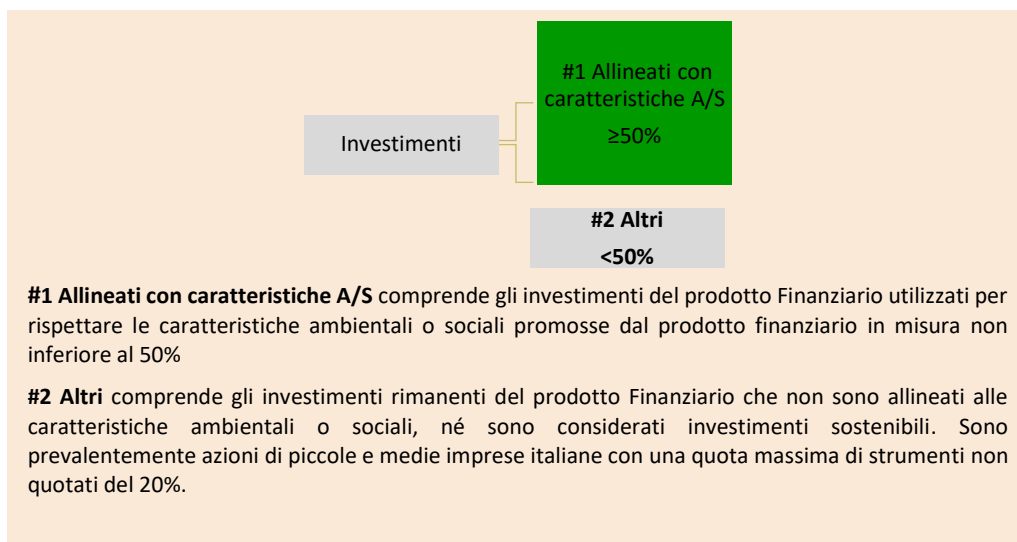 #1 Allineati con
caratteristiche A/S
≥50%
Investimenti
#2 Altri
<50%
#1 Allineati con caratteristiche A/S comprende gli investimenti del prodotto Finanziario utilizzati per
rispettare le caratteristiche ambientali o sociali promosse dal prodotto finanziario in misura non
inferiore al 50%
#2 Altri comprende gli investimenti rimanenti del prodotto Finanziario che non sono allineati alle
caratteristiche ambientali o sociali, né sono considerati investimenti sostenibili. Sono
prevalentemente azioni di piccole e medie imprese italiane con una quota massima di strumenti non
quotati del 20%.